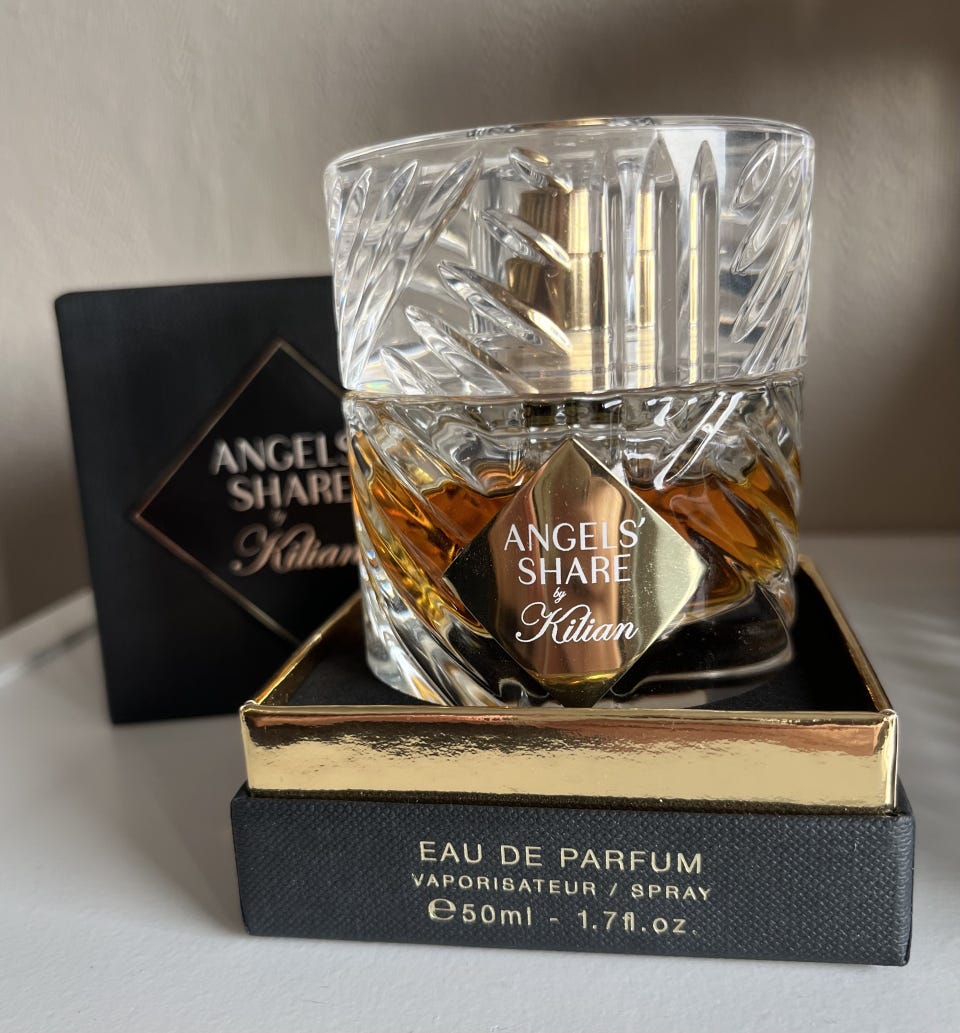 ANGELS'
SHARE
by
Kilian
ANGELS
SHARE
by
Kilian
EAU DE PARFUM
VAPORISATEUR / SPRAY
℮50ml - 1.7fl.oz.